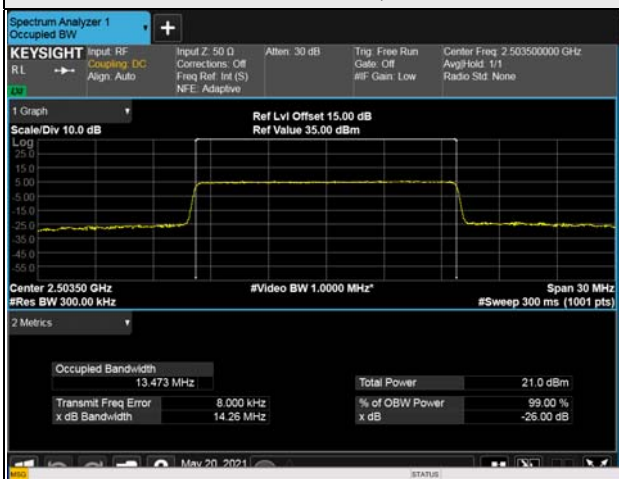 Spectrum Analyzer 1
Occupied BW
KEYSIGHT
RL
Input: RF
Coupling: DC
Align: Auto
Input Z: 50 Ω
Corrections: Off
Freq Ref: Int (S)
NFE: Adaptive
Atten: 30 dB
Trig: Free Run
Gate: Off
#IF Gain: Low
Center Freq: 2.503500000 GHz
Avg|Hold: 1/1
Radio Std: None
1 Graph
Scale/Div 10.0 dB
Ref Lvl Offset 15.00 dB
Ref Value 35.00 dBm
Log
25.0
15.0
5.00
-5.00
-15.0
-25.0
-35.0
-45.0
-55.0
Center 2.50350 GHz
#Video BW 1.0000 MHz*
Span 30 MHz
#Res BW 300.00 kHz
#Sweep 300 ms (1001 pts)
2 Metrics
Occupied Bandwidth
13.473 MHz
Total Power 21.0 dBm
Transmit Freq Error 8.000 kHz
% of OBW Power 99.00 %
x dB Bandwidth 14.26 MHz
x dB -26.00 dB
May 20, 2021
MSG
STATUS